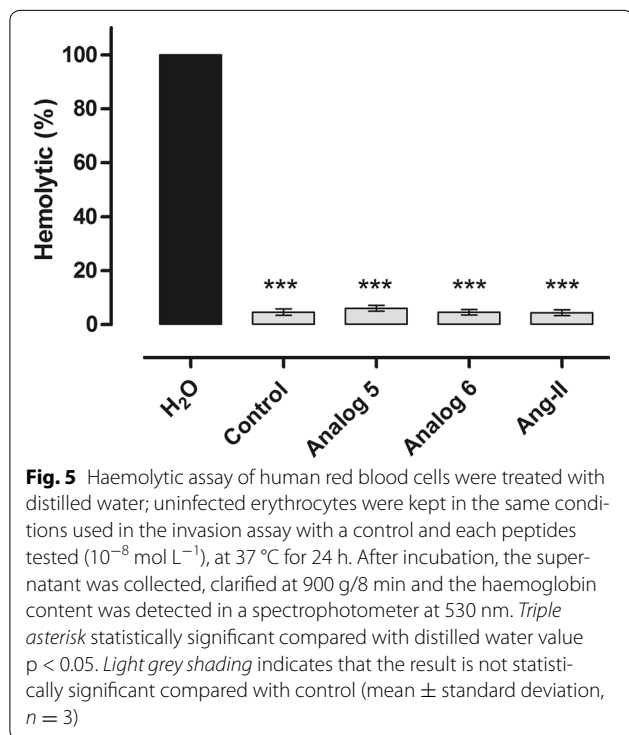 100
80
60
40
20
0
Hemolytic (%)
***
***
***
***
H₂O
Control
Analog 5
Analog 6
Ang-II
Fig. 5 Haemolytic assay of human red blood cells were treated with
distilled water; uninfected erythrocytes were kept in the same condi-
tions used in the invasion assay with a control and each peptides
tested (10⁻⁸ mol L⁻¹), at 37 °C for 24 h. After incubation, the super-
natant was collected, clarified at 900 g/8 min and the haemoglobin
content was detected in a spectrophotometer at 530 nm. Triple
asterisk statistically significant compared with distilled water value
p < 0.05. Light grey shading indicates that the result is not statisti-
cally significant compared with control (mean ± standard deviation,
n = 3)